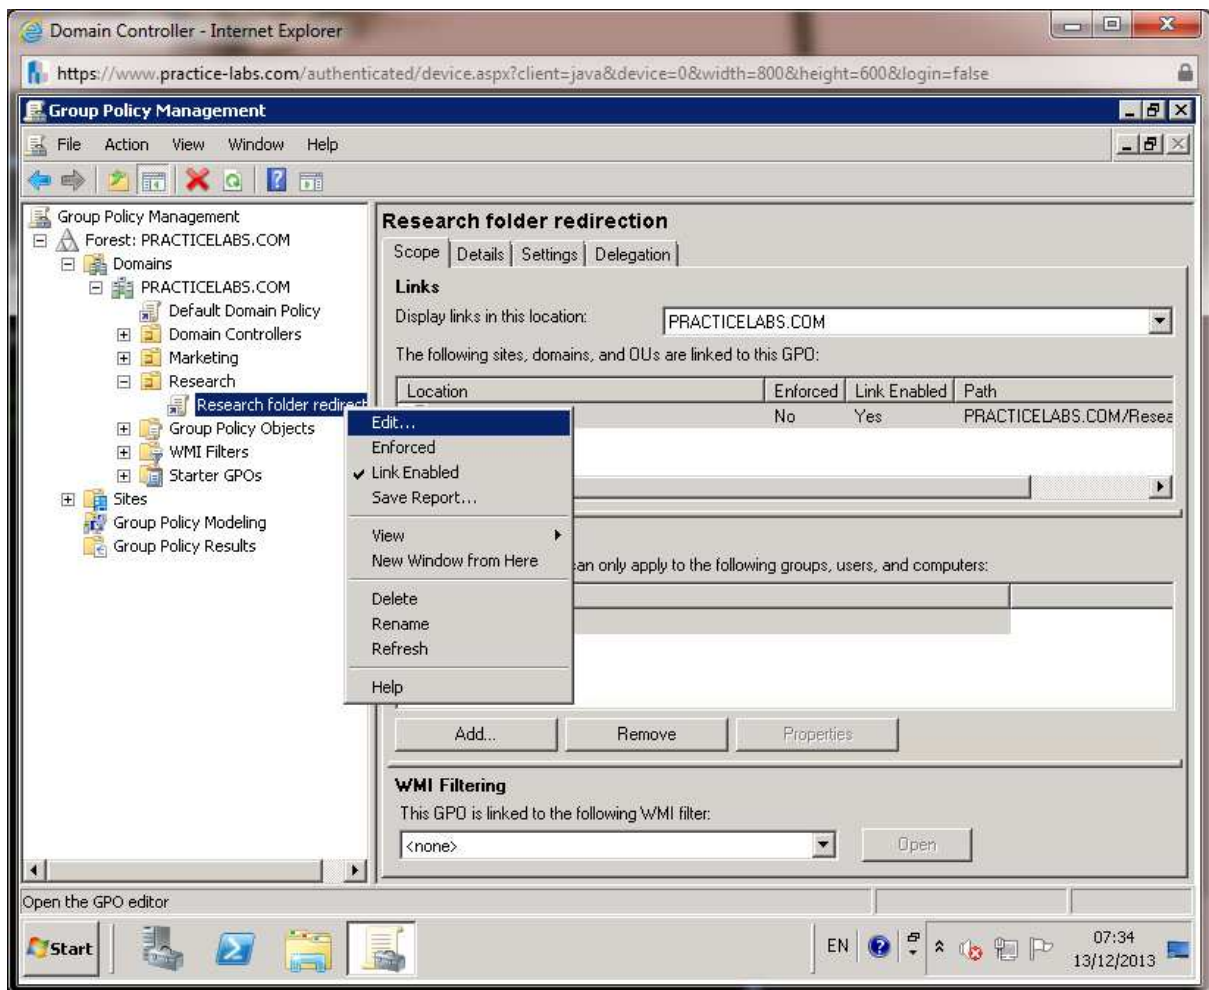 Domain Controller - Internet Explorer
https://www.practice-labs.com/authenticated/device.aspx?client=java&device=0&width=800&height=600&login=false
Group Policy Management
File Action View Window Help
Group Policy Management
Forest: PRACTICELABS.COM
Domains
PRACTICELABS.COM
Default Domain Policy
Domain Controllers
Marketing
Research
Research folder redirect
Group Policy Objects
WMI Filters
Starter GPOs
Sites
Group Policy Modeling
Group Policy Results
Edit...
Enforced
Link Enabled
Save Report...
View
New Window from Here
Delete
Rename
Refresh
Help
Research folder redirection
Scope Details Settings Delegation
Links
Display links in this location: PRACTICELABS.COM
The following sites, domains, and OUs are linked to this GPO:
Location Enforced Link Enabled Path
No Yes PRACTICELABS.COM/Resea
can only apply to the following groups, users, and computers:
Add... Remove Properties
WMI Filtering
This GPO is linked to the following WMI filter:
<none> Open
Open the GPO editor
Start EN 07:34
13/12/2013